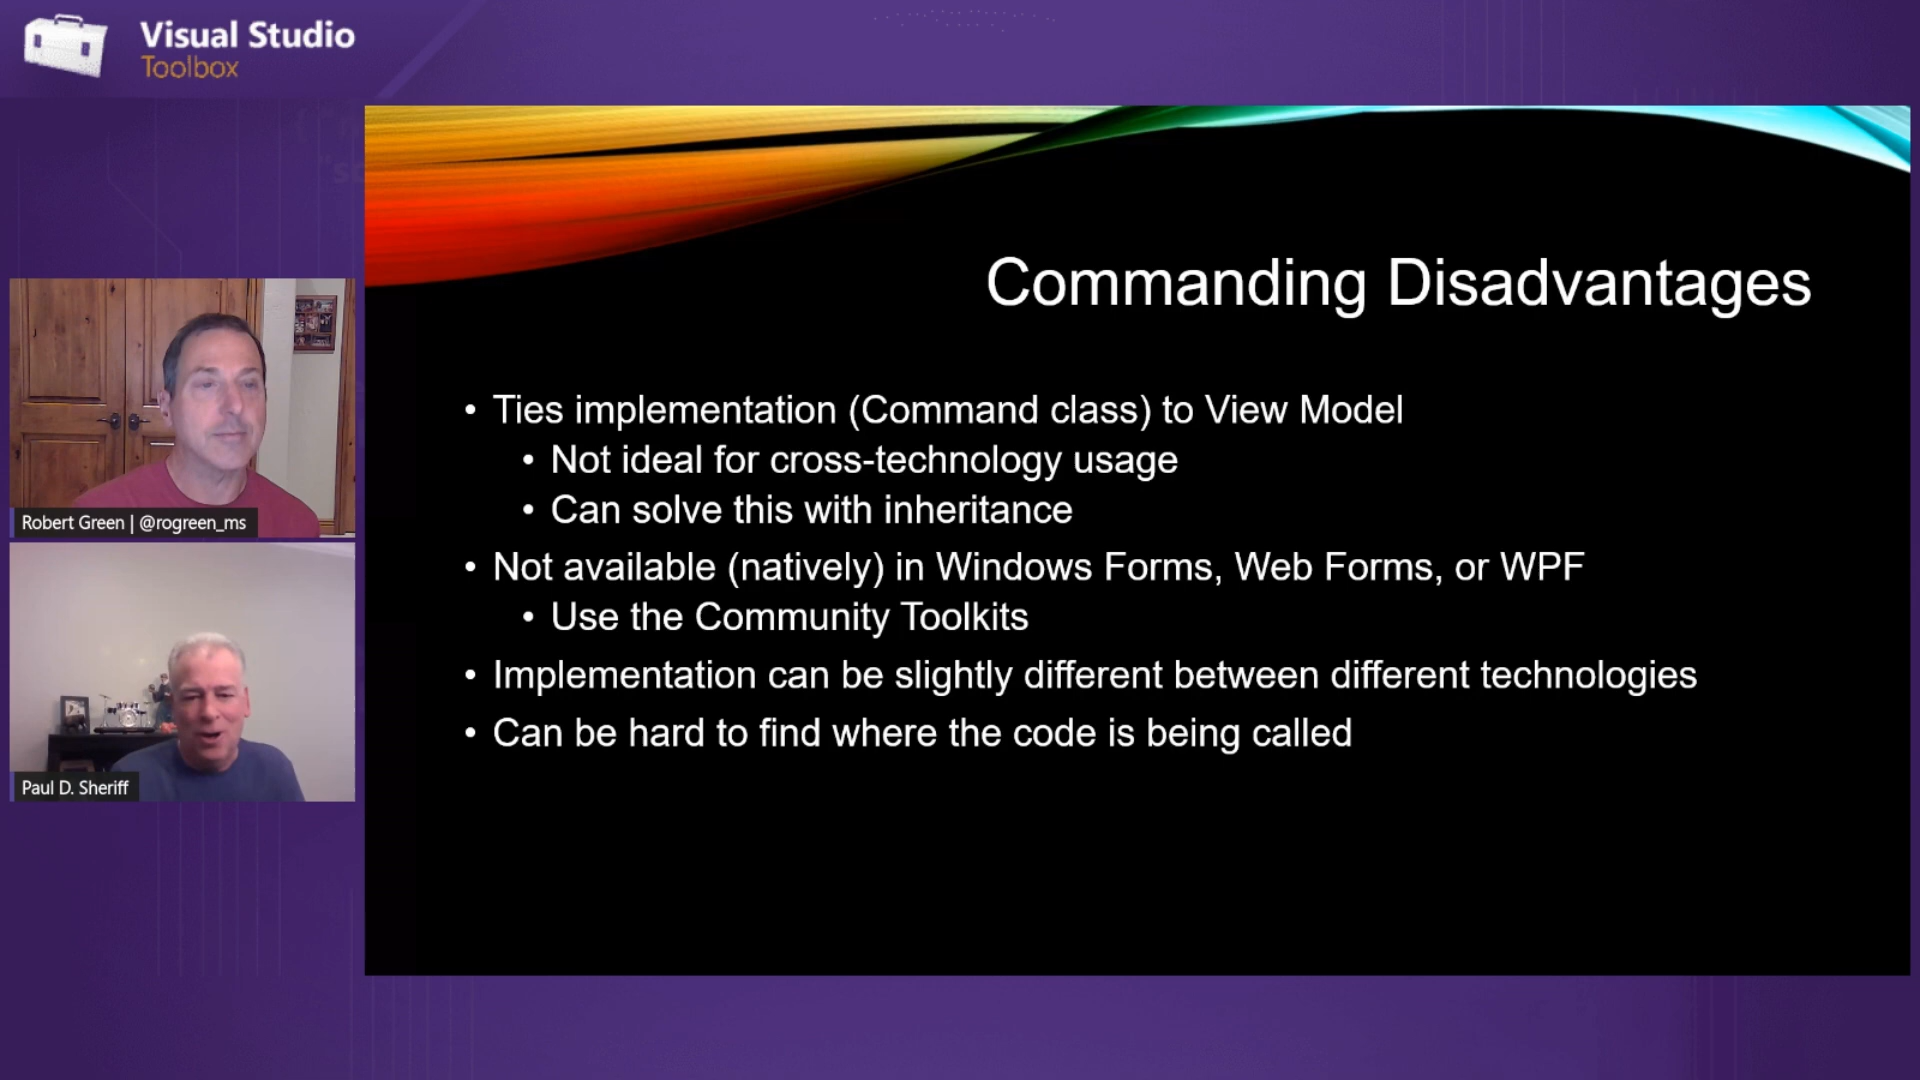 Visual Studio
Toolbox
Commanding Disadvantages
• Ties implementation (Command class) to View Model
• Not ideal for cross-technology usage
• Can solve this with inheritance
• Not available (natively) in Windows Forms, Web Forms, or WPF
• Use the Community Toolkits
• Implementation can be slightly different between different technologies
• Can be hard to find where the code is being called
Robert Green | @rogreen_ms
Paul D. Sheriff